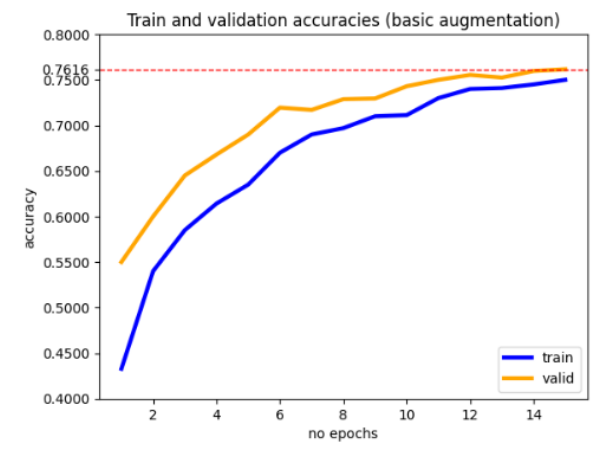 Train and validation accuracies (basic augmentation)
0.8000
0.7616
0.7500
0.7000
0.6500
0.6000
0.5500
0.5000
0.4500
0.4000
accuracy
train
valid
2 4 6 8 10 12 14
no epochs